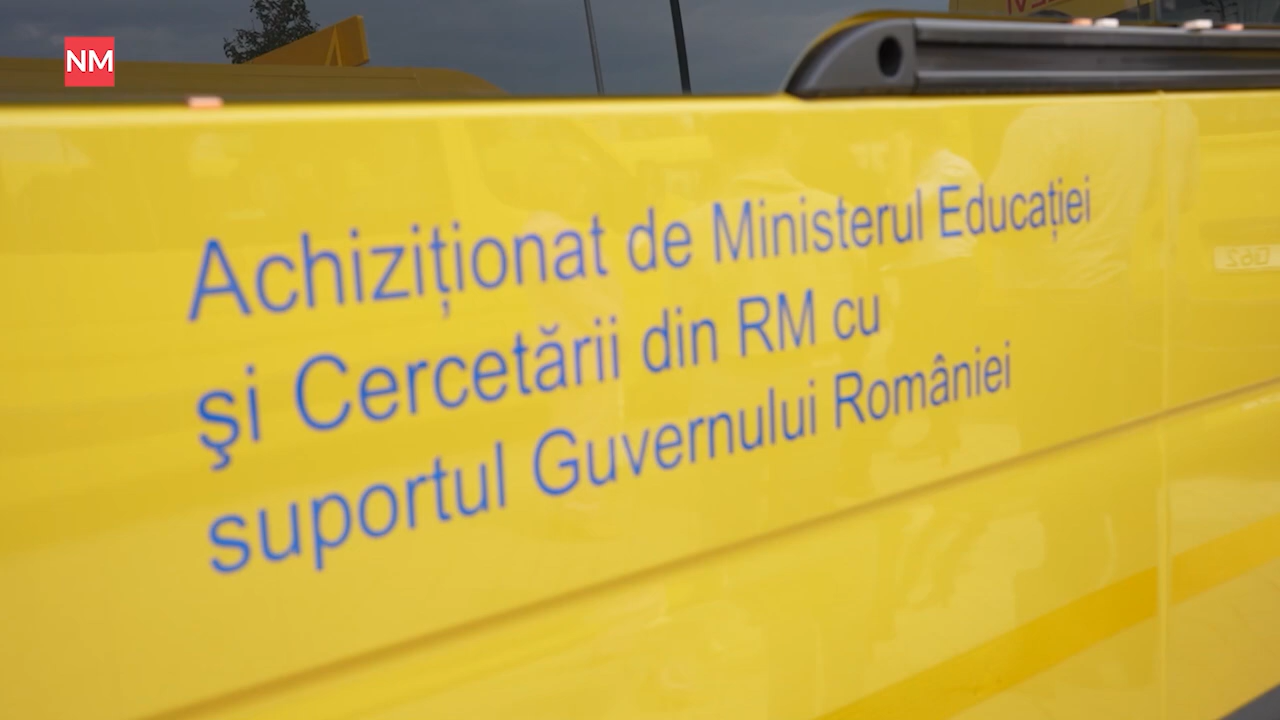 NM
Achiziționat de Ministerul Educației
şi Cercetării din RM cu
suportul Guvernului României